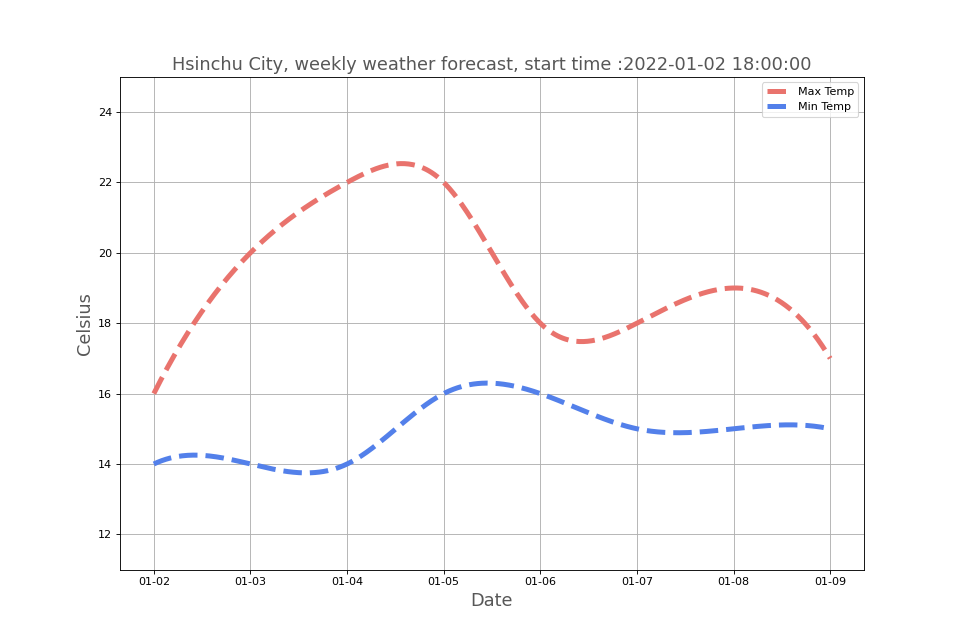 Hsinchu City, weekly weather forecast, start time :2022-01-02 18:00:00
Max Temp
Min Temp
24
22
20
18
16
14
12
Celsius
01-02 01-03 01-04 01-05 01-06 01-07 01-08 01-09
Date